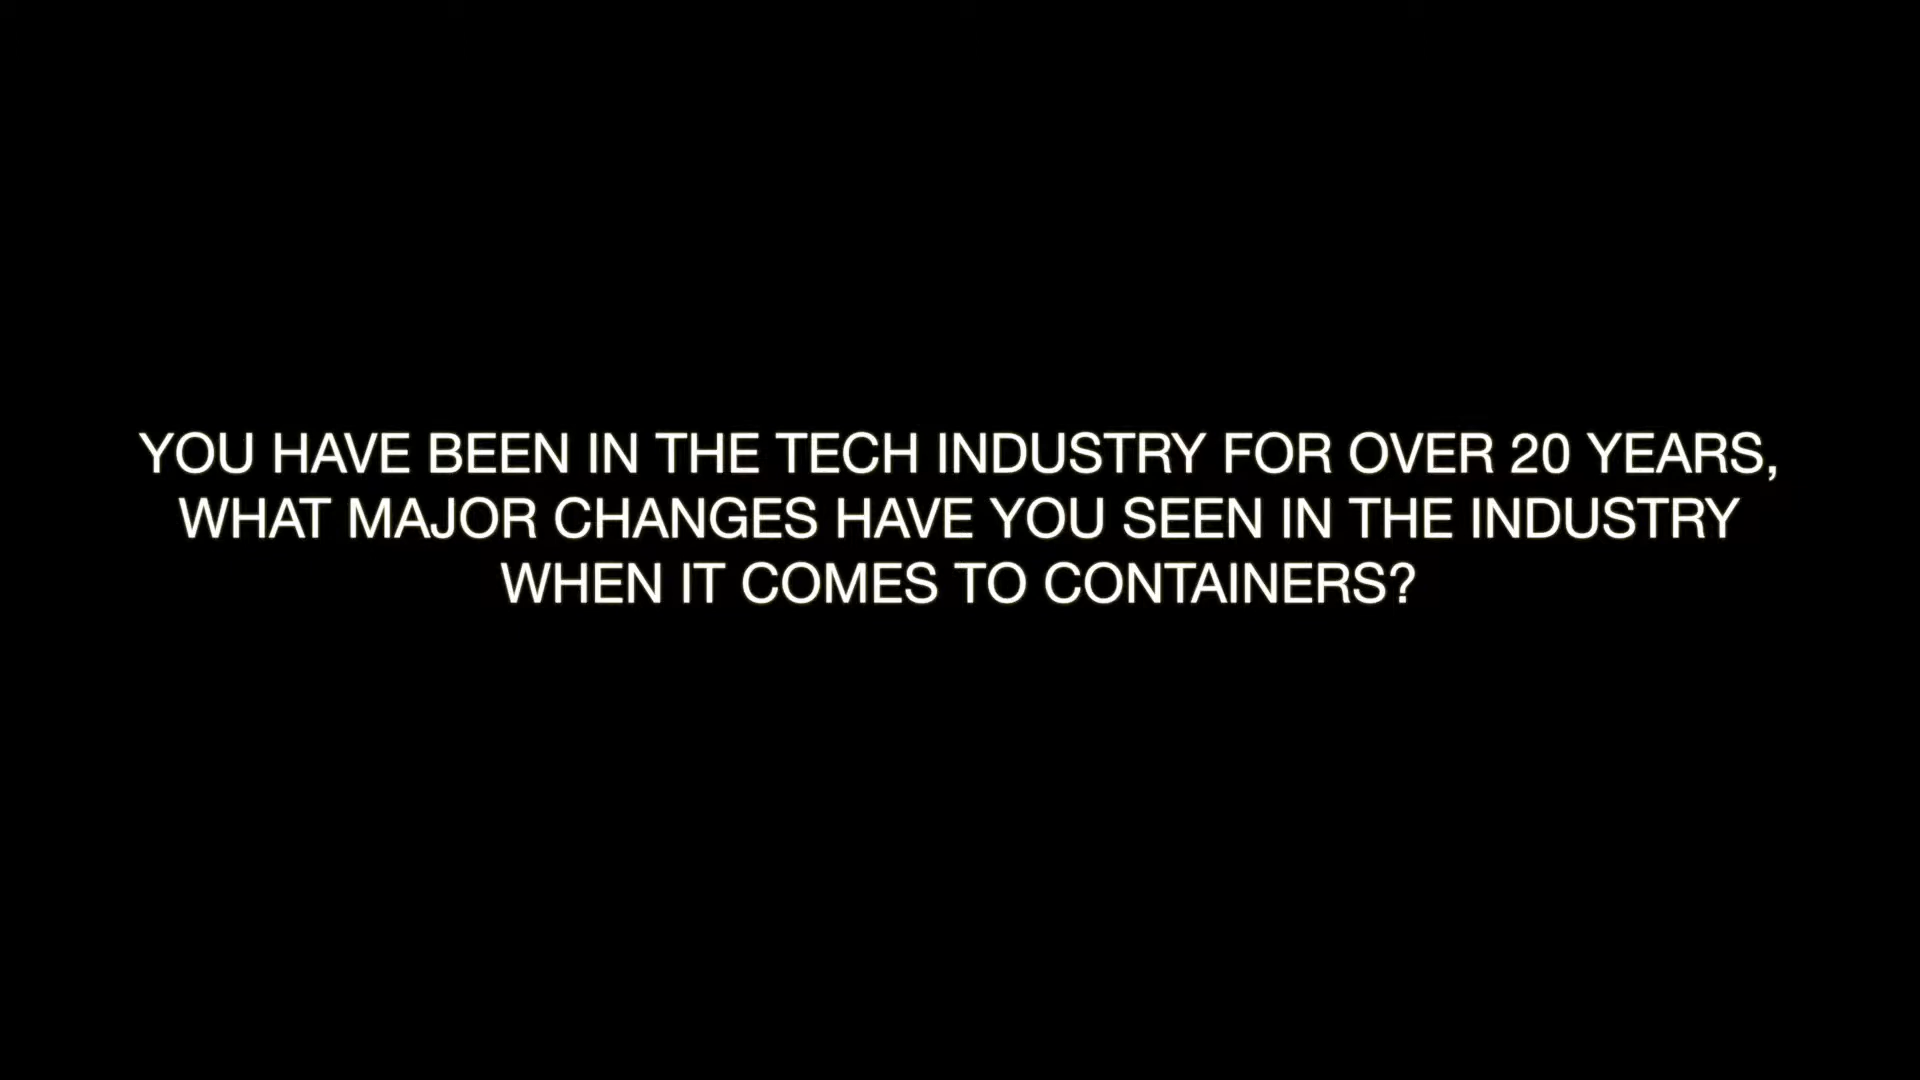 YOU HAVE BEEN IN THE TECH INDUSTRY FOR OVER 20 YEARS,
WHAT MAJOR CHANGES HAVE YOU SEEN IN THE INDUSTRY
WHEN IT COMES TO CONTAINERS?